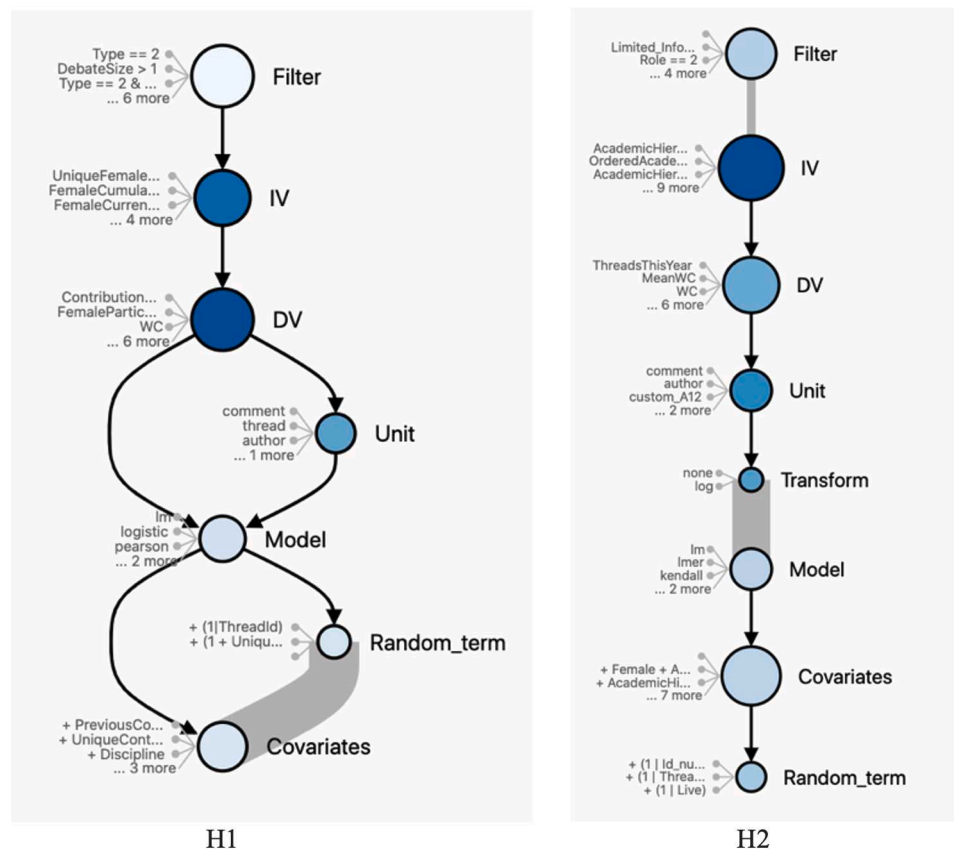 Type == 2
DebateSize > 1
Type == 2 & ...
... 6 more
Filter
UniqueFemale...
FemaleCumula...
FemaleCurren...
... 4 more
IV
Contribution...
FemalePartic...
WC
... 6 more
DV
comment
thread
author
... 1 more
Unit
lm
logistic
pearson
... 2 more
Model
+ (1|ThreadId)
+ (1 + Uniqu...
Random_term
+ PreviousCo...
+ UniqueCont...
+ Discipline
... 3 more
Covariates
H1
Limited_Info...
Role == 2
... 4 more
Filter
AcademicHier...
OrderedAcade...
AcademicHier...
... 9 more
IV
ThreadsThisYear
MeanWC
WC
... 6 more
DV
comment
author
custom_A12
... 2 more
Unit
none
log
Transform
lm
lmer
kendall
... 2 more
Model
+ Female + A...
+ AcademicHi...
... 7 more
Covariates
+ (1 | Id_nu...
+ (1 | Threa...
+ (1 | Live)
Random_term
H2